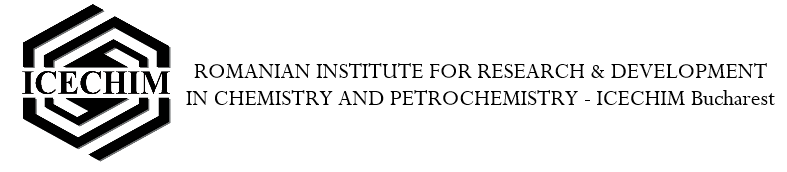 ICECHIM
ROMANIAN INSTITUTE FOR RESEARCH & DEVELOPMENT
IN CHEMISTRY AND PETROCHEMISTRY - ICECHIM Bucharest